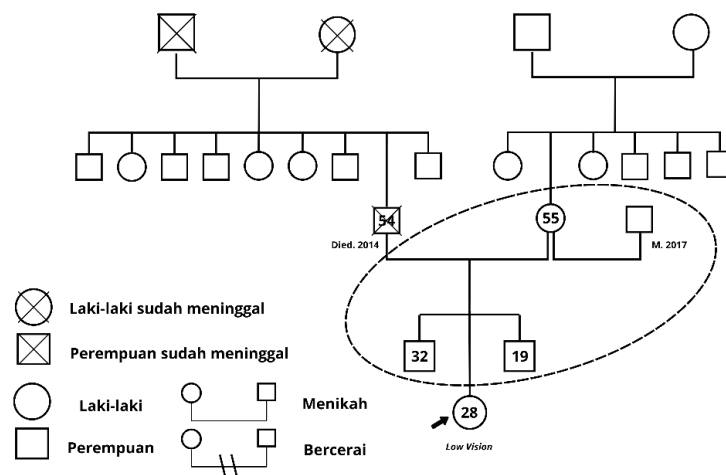 54
55
Died. 2014
M. 2017
Laki-laki sudah meninggal
Perempuan sudah meninggal
32
19
Laki-laki
Menikah
28
Perempuan
Bercerai
Low Vision